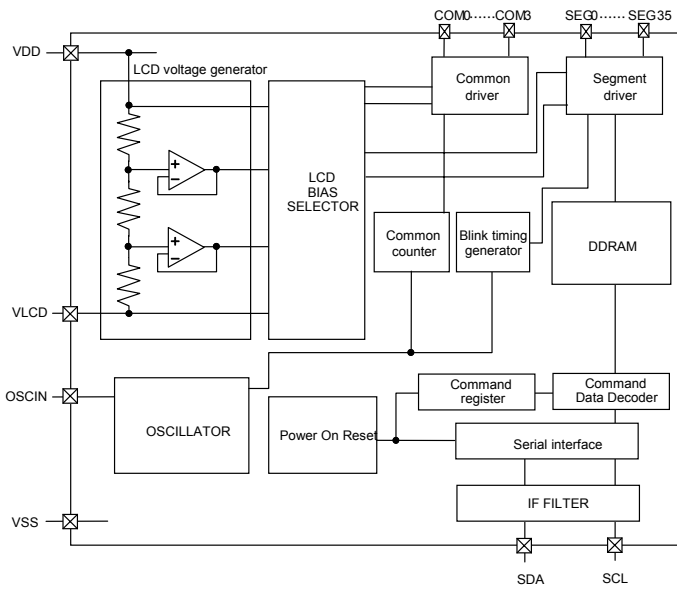 COM0……COM3
SEG0…… SEG35
VDD
LCD voltage generator
Common
driver
Segment
driver
+
−
LCD
BIAS
SELECTOR
+
−
Common
counter
Blink timing
generator
DDRAM
VLCD
OSCIN
OSCILLATOR
Power On Reset
Command
register
Command
Data Decoder
Serial interface
IF FILTER
VSS
SDA
SCL